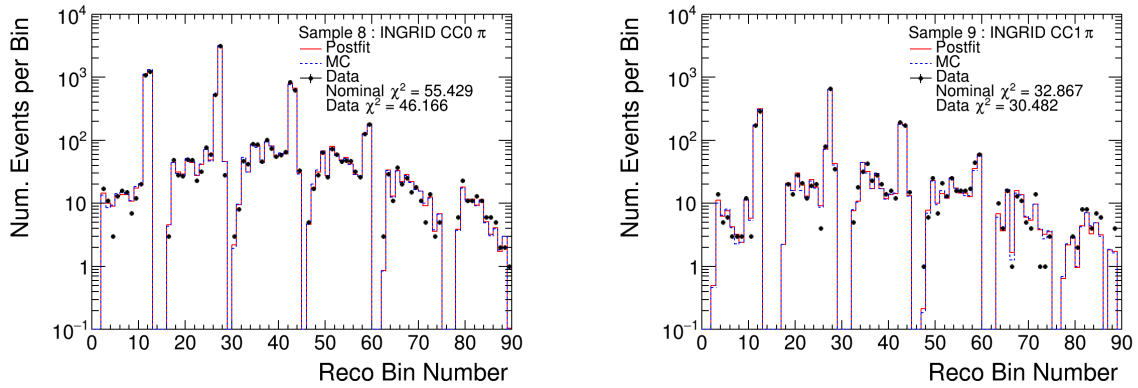 Num. Events per Bin
10⁴
10³
10²
10
1
10⁻¹
Sample 8 : INGRID CC0 π
Postfit
MC
Data
Nominal χ² = 55.429
Data χ² = 46.166
0 10 20 30 40 50 60 70 80 90
Reco Bin Number
Num. Events per Bin
10⁴
10³
10²
10
1
10⁻¹
Sample 9 : INGRID CC1 π
Postfit
MC
Data
Nominal χ² = 32.867
Data χ² = 30.482
0 10 20 30 40 50 60 70 80 90
Reco Bin Number